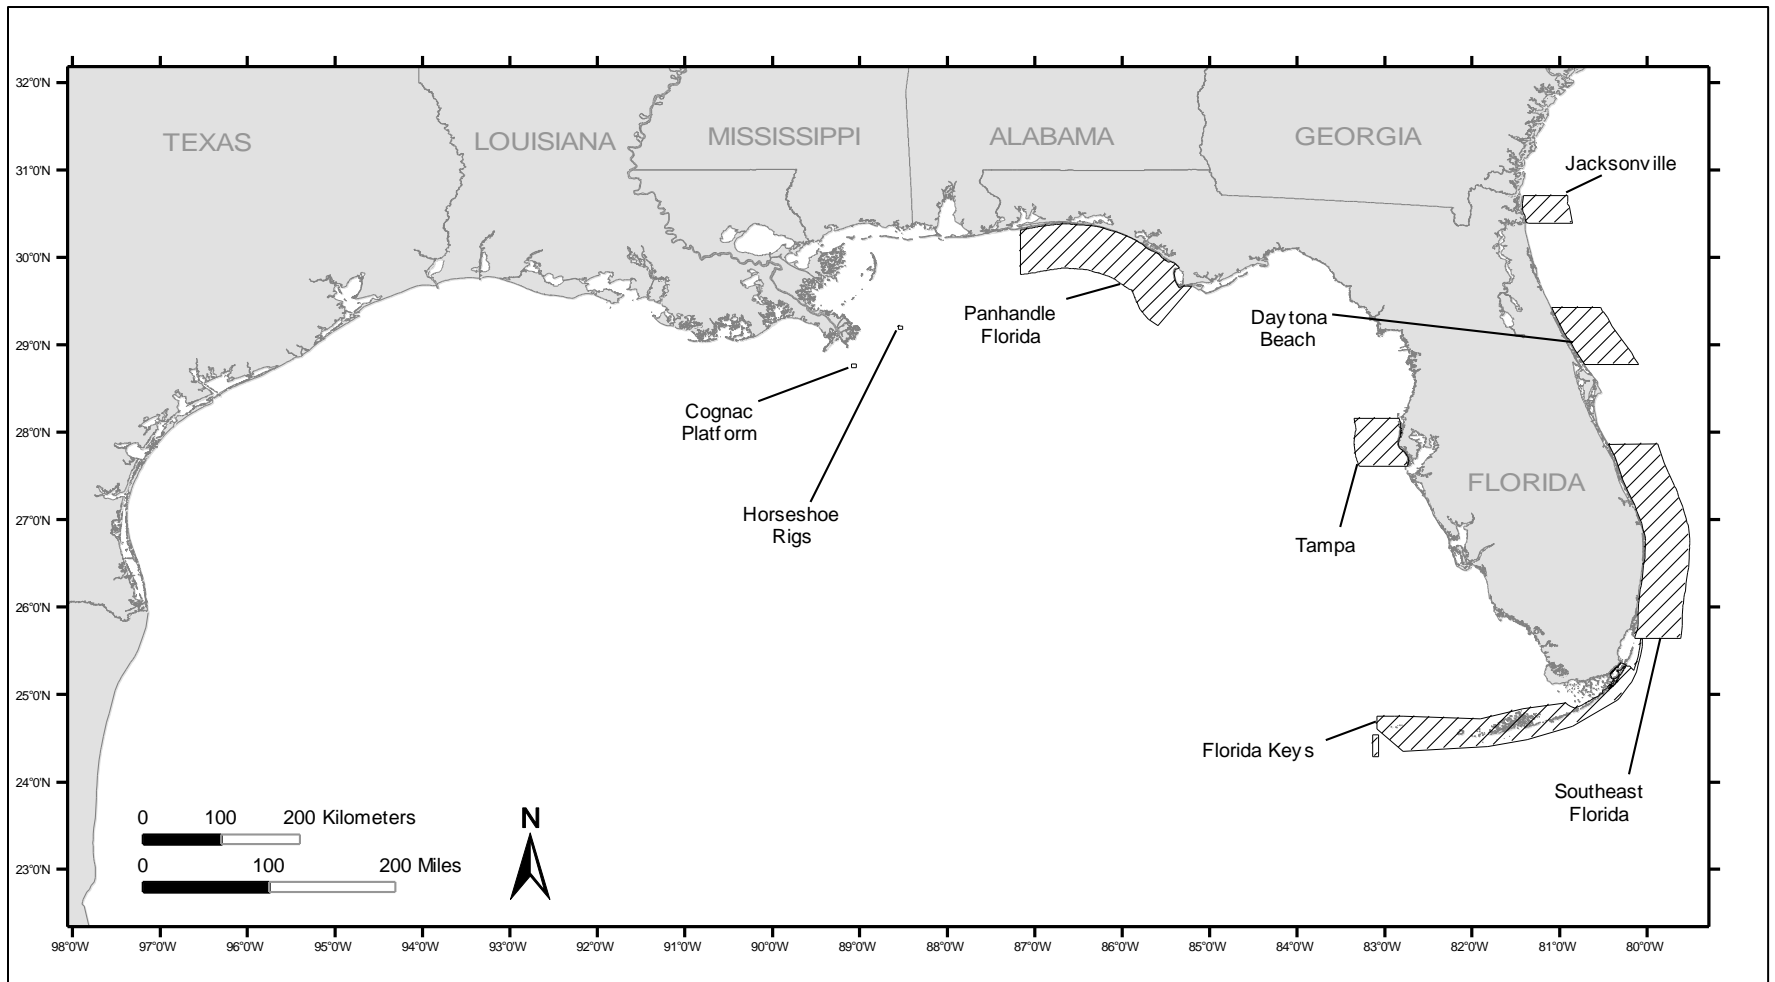 32°0'N
31°0'N
30°0'N
29°0'N
28°0'N
27°0'N
26°0'N
25°0'N
24°0'N
23°0'N
TEXAS
LOUISIANA
MISSISSIPPI
ALABAMA
GEORGIA
Jacksonville
Panhandle
Florida
Daytona
Beach
Cognac
Platform
Horseshoe
Rigs
FLORIDA
Tampa
Florida Keys
Southeast
Florida
0 100 200 Kilometers
0 100 200 Miles
N
98°0'W 97°0'W 96°0'W 95°0'W 94°0'W 93°0'W 92°0'W 91°0'W 90°0'W 89°0'W 88°0'W 87°0'W 86°0'W 85°0'W 84°0'W 83°0'W 82°0'W 81°0'W 80°0'W